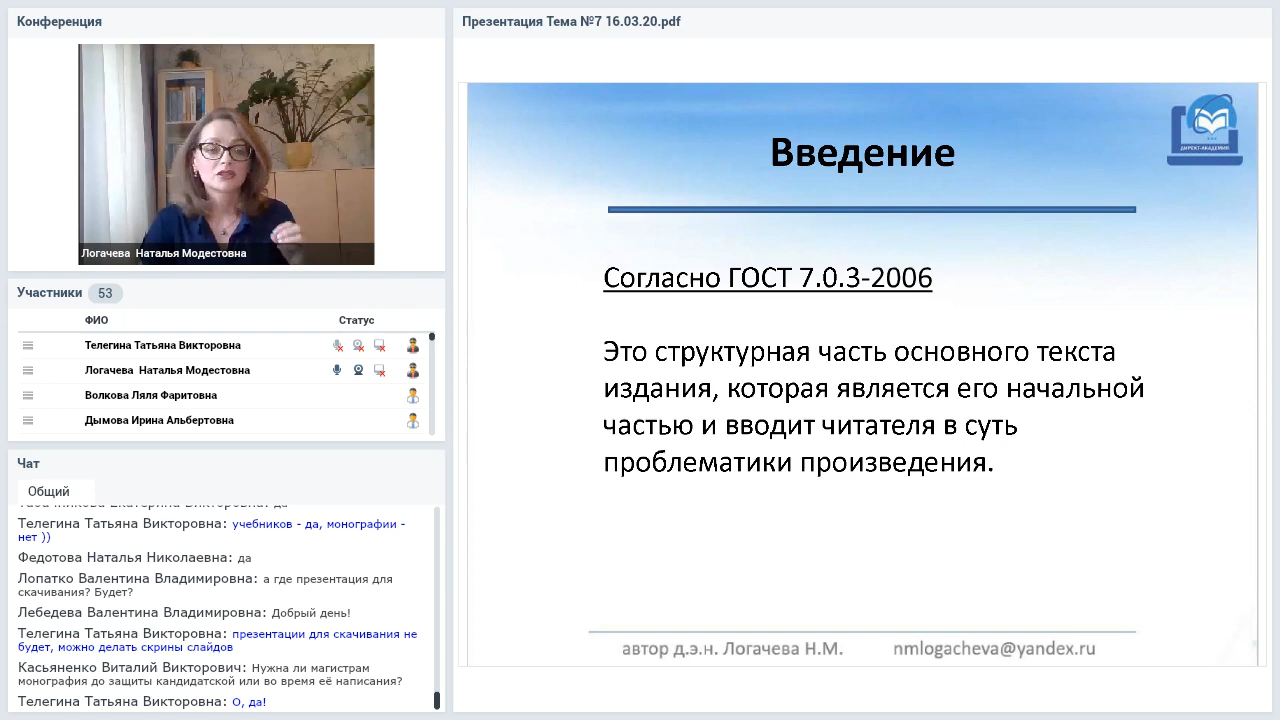 Конференция
Логачева  Наталья Модестовна
Участники 53
ФИО Статус
Телегина Татьяна Викторовна
Логачева  Наталья Модестовна
Волкова Ляля Фаритовна
Дымова Ирина Альбертовна
Чат
Общий
Телегина Татьяна Викторовна: учебников - да, монографии -
нет ))
Федотова Наталья Николаевна: да
Лопатко Валентина Владимировна: а где презентация для
скачивания? Будет?
Лебедева Валентина Владимировна: Добрый день!
Телегина Татьяна Викторовна: презентации для скачивания не
будет, можно делать скрины слайдов
Касьяненко Виталий Викторович: Нужна ли магистрам
монография до защиты кандидатской или во время её написания?
Телегина Татьяна Викторовна: О, да!
Презентация Тема №7 16.03.20.pdf
ДИРЕКТ-АКАДЕМИЯ
Введение
Согласно ГОСТ 7.0.3-2006
Это структурная часть основного текста
издания, которая является его начальной
частью и вводит читателя в суть
проблематики произведения.
автор д.э.н. Логачева Н.М. nmlogacheva@yandex.ru